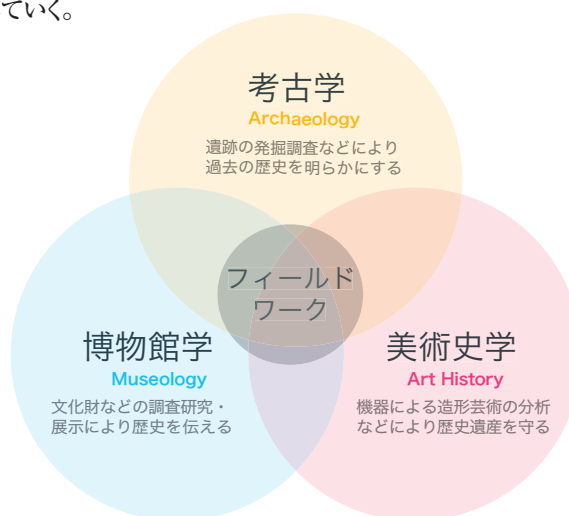 ていく。
考古学
Archaeology
遺跡の発掘調査などにより
過去の歴史を明らかにする
フィールド
ワーク
博物館学
Museology
文化財などの調査研究・
展示により歴史を伝える
美術史学
Art History
機器による造形芸術の分析
などにより歴史遺産を守る